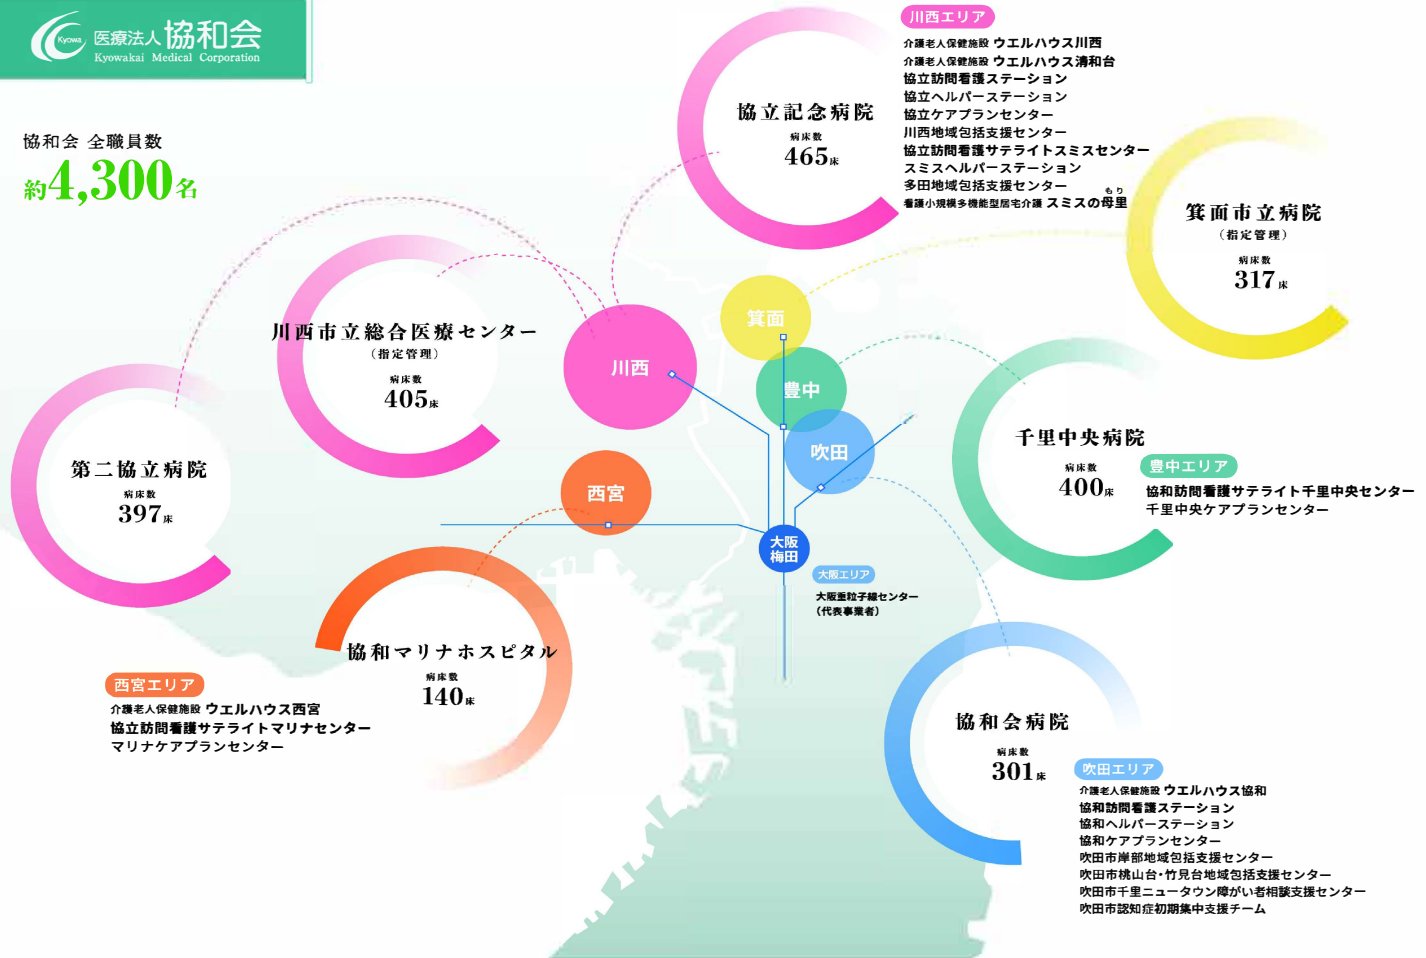 Kyowa
医療法人協和会
Kyowakai Medical Corporation
協和会 全職員数
約4,300名
協立記念病院
病床数
465床
川西エリア
介護老人保健施設 ウエルハウス川西
介護老人保健施設 ウエルハウス清和台
協立訪問看護ステーション
協立ヘルパーステーション
協立ケアプランセンター
川西地域包括支援センター
協立訪問看護サテライトスミスセンター
スミスヘルパーステーション
多田地域包括支援センター
もり
看護小規模多機能型居宅介護 スミスの母里
箕面市立病院
（指定管理）
病床数
317床
川西市立総合医療センター
（指定管理）
病床数
405床
第二協立病院
病床数
397床
川西
箕面
豊中
吹田
西宮
大阪
梅田
大阪エリア
大阪重粒子線センター
（代表事業者）
千里中央病院
病床数
400床
豊中エリア
協和訪問看護サテライト千里中央センター
千里中央ケアプランセンター
協和マリナホスピタル
病床数
140床
西宮エリア
介護老人保健施設 ウエルハウス西宮
協立訪問看護サテライトマリナセンター
マリナケアプランセンター
協和会病院
病床数
301床
吹田エリア
介護老人保健施設 ウエルハウス協和
協和訪問看護ステーション
協和ヘルパーステーション
協和ケアプランセンター
吹田市岸部地域包括支援センター
吹田市桃山台・竹見台地域包括支援センター
吹田市千里ニュータウン障がい者相談支援センター
吹田市認知症初期集中支援チーム